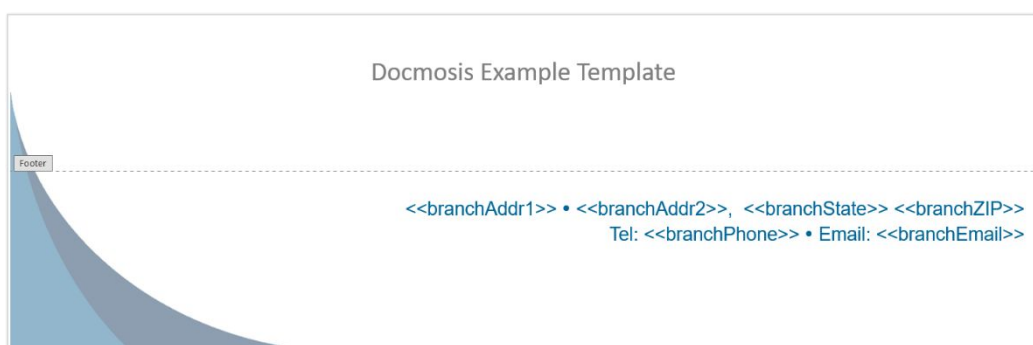 Docmosis Example Template
Footer
<<branchAddr1>> • <<branchAddr2>>,  <<branchState>> <<branchZIP>>
Tel: <<branchPhone>> • Email: <<branchEmail>>